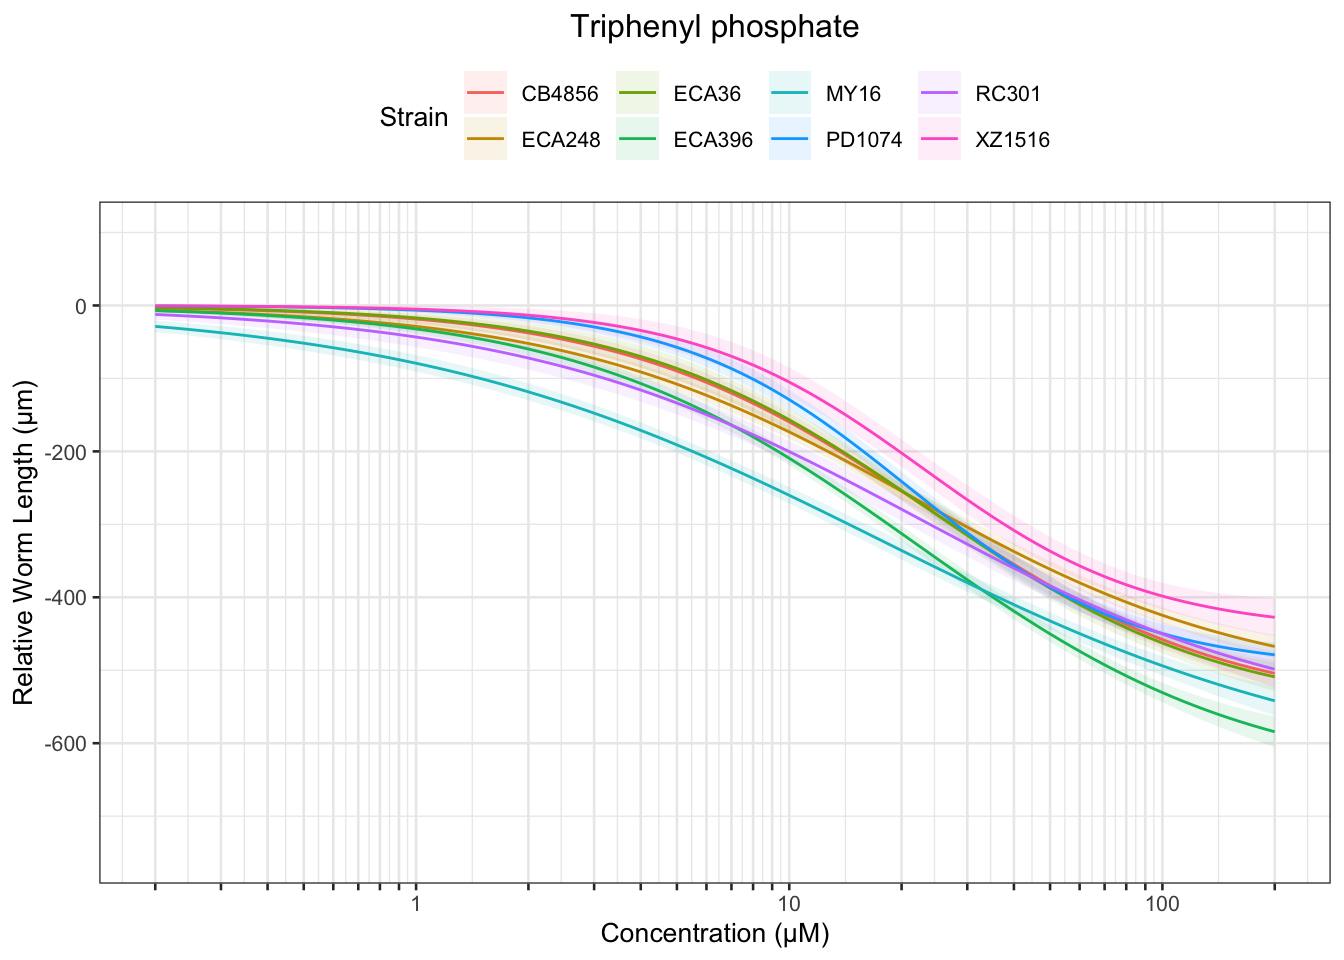 Triphenyl phosphate
Strain
CB4856 ECA36 MY16 RC301
ECA248 ECA396 PD1074 XZ1516
Relative Worm Length (µm)
0
-200
-400
-600
1 10 100
Concentration (µM)